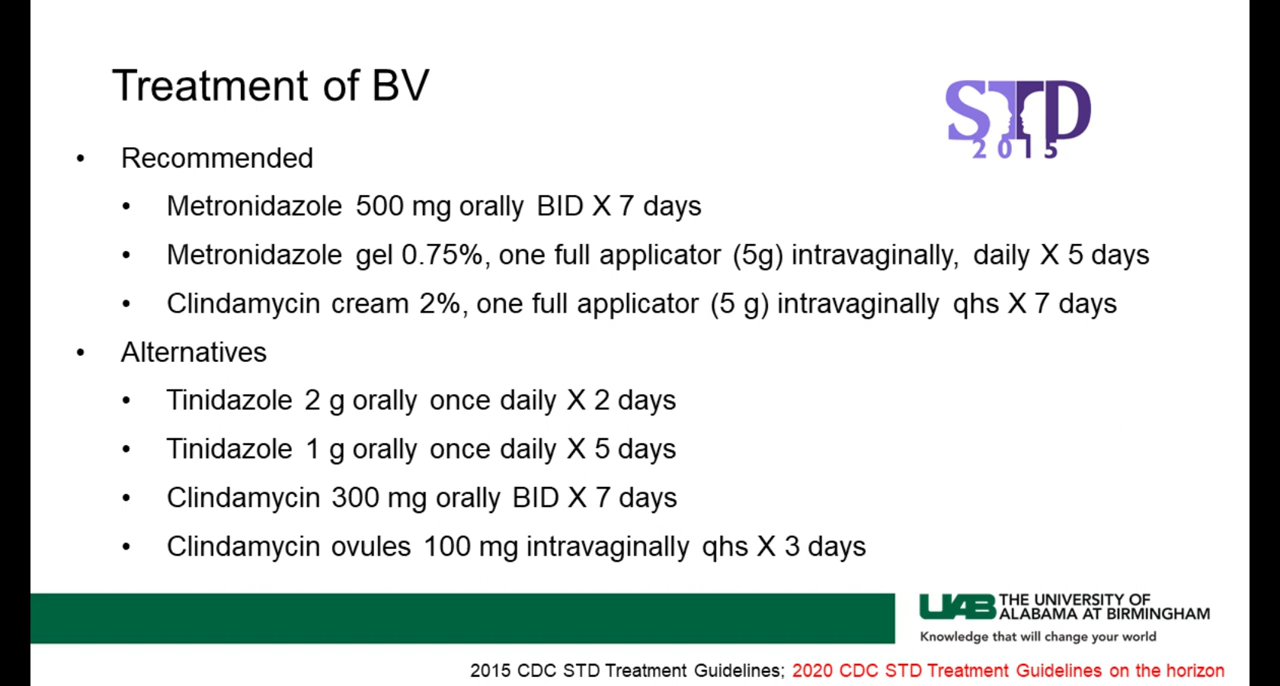 Treatment of BV
STD
2015
• Recommended
• Metronidazole 500 mg orally BID X 7 days
• Metronidazole gel 0.75%, one full applicator (5g) intravaginally, daily X 5 days
• Clindamycin cream 2%, one full applicator (5 g) intravaginally qhs X 7 days
• Alternatives
• Tinidazole 2 g orally once daily X 2 days
• Tinidazole 1 g orally once daily X 5 days
• Clindamycin 300 mg orally BID X 7 days
• Clindamycin ovules 100 mg intravaginally qhs X 3 days
UAB THE UNIVERSITY OF
ALABAMA AT BIRMINGHAM
Knowledge that will change your world
2015 CDC STD Treatment Guidelines; 2020 CDC STD Treatment Guidelines on the horizon